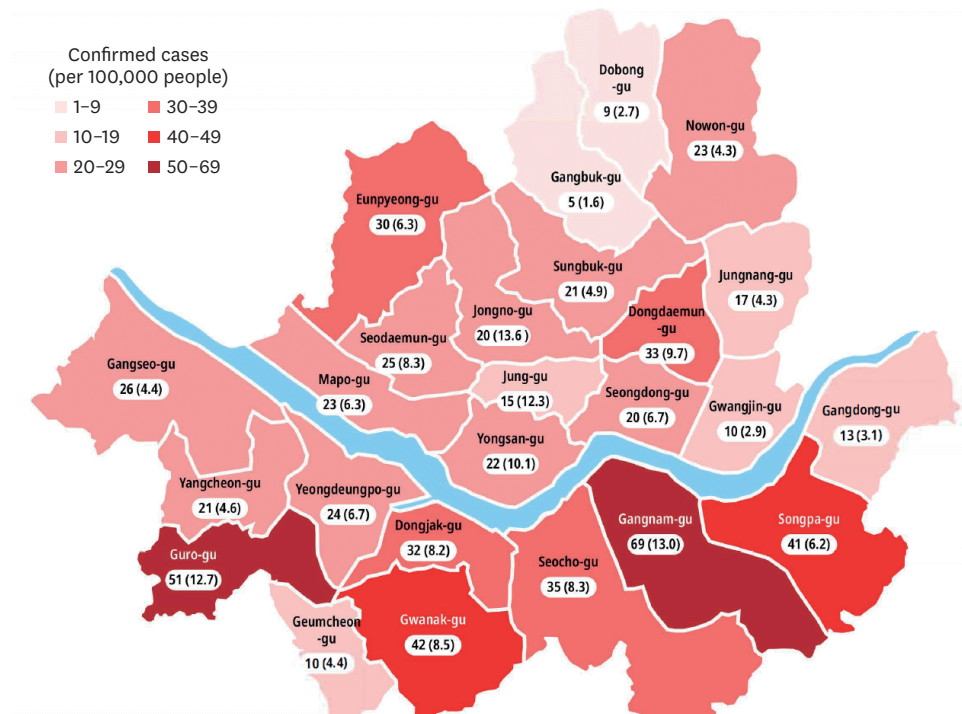 Confirmed cases
(per 100,000 people)
1–9
30–39
10–19
40–49
20–29
50–69
Dobong
-gu
9 (2.7)
Nowon-gu
23 (4.3)
Gangbuk-gu
5 (1.6)
Eunpyeong-gu
30 (6.3)
Sungbuk-gu
21 (4.9)
Jungnang-gu
17 (4.3)
Jongno-gu
20 (13.6 )
Dongdaemun
-gu
33 (9.7)
Seodaemun-gu
25 (8.3)
Gangseo-gu
26 (4.4)
Mapo-gu
23 (6.3)
Jung-gu
15 (12.3)
Seongdong-gu
20 (6.7)
Gwangjin-gu
10 (2.9)
Gangdong-gu
13 (3.1)
Yongsan-gu
22 (10.1)
Yangcheon-gu
21 (4.6)
Yeongdeungpo-gu
24 (6.7)
Dongjak-gu
32 (8.2)
Gangnam-gu
69 (13.0)
Songpa-gu
41 (6.2)
Guro-gu
51 (12.7)
Seocho-gu
35 (8.3)
Geumcheon
-gu
10 (4.4)
Gwanak-gu
42 (8.5)